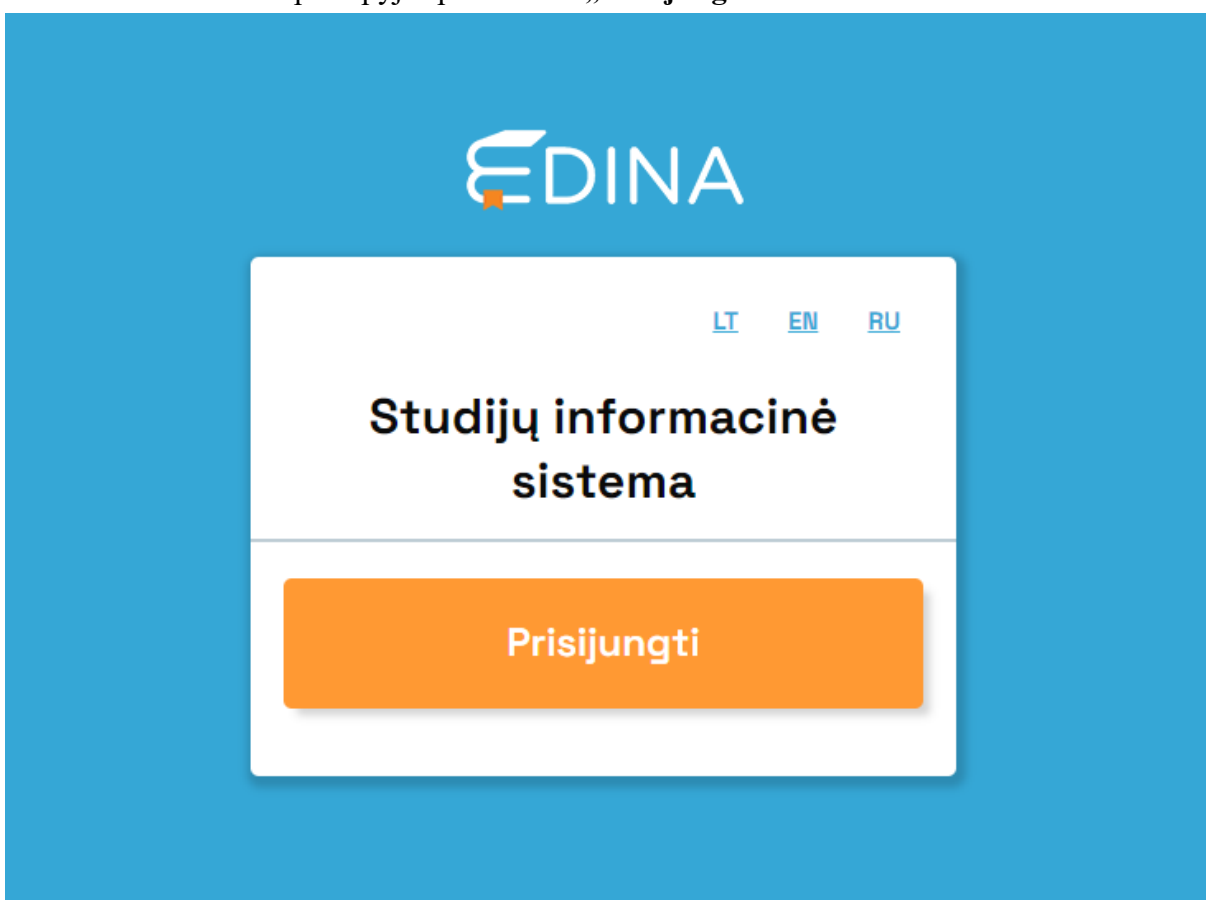 EDINA
LT EN RU
Studijų informacinė
sistema
Prisijungti